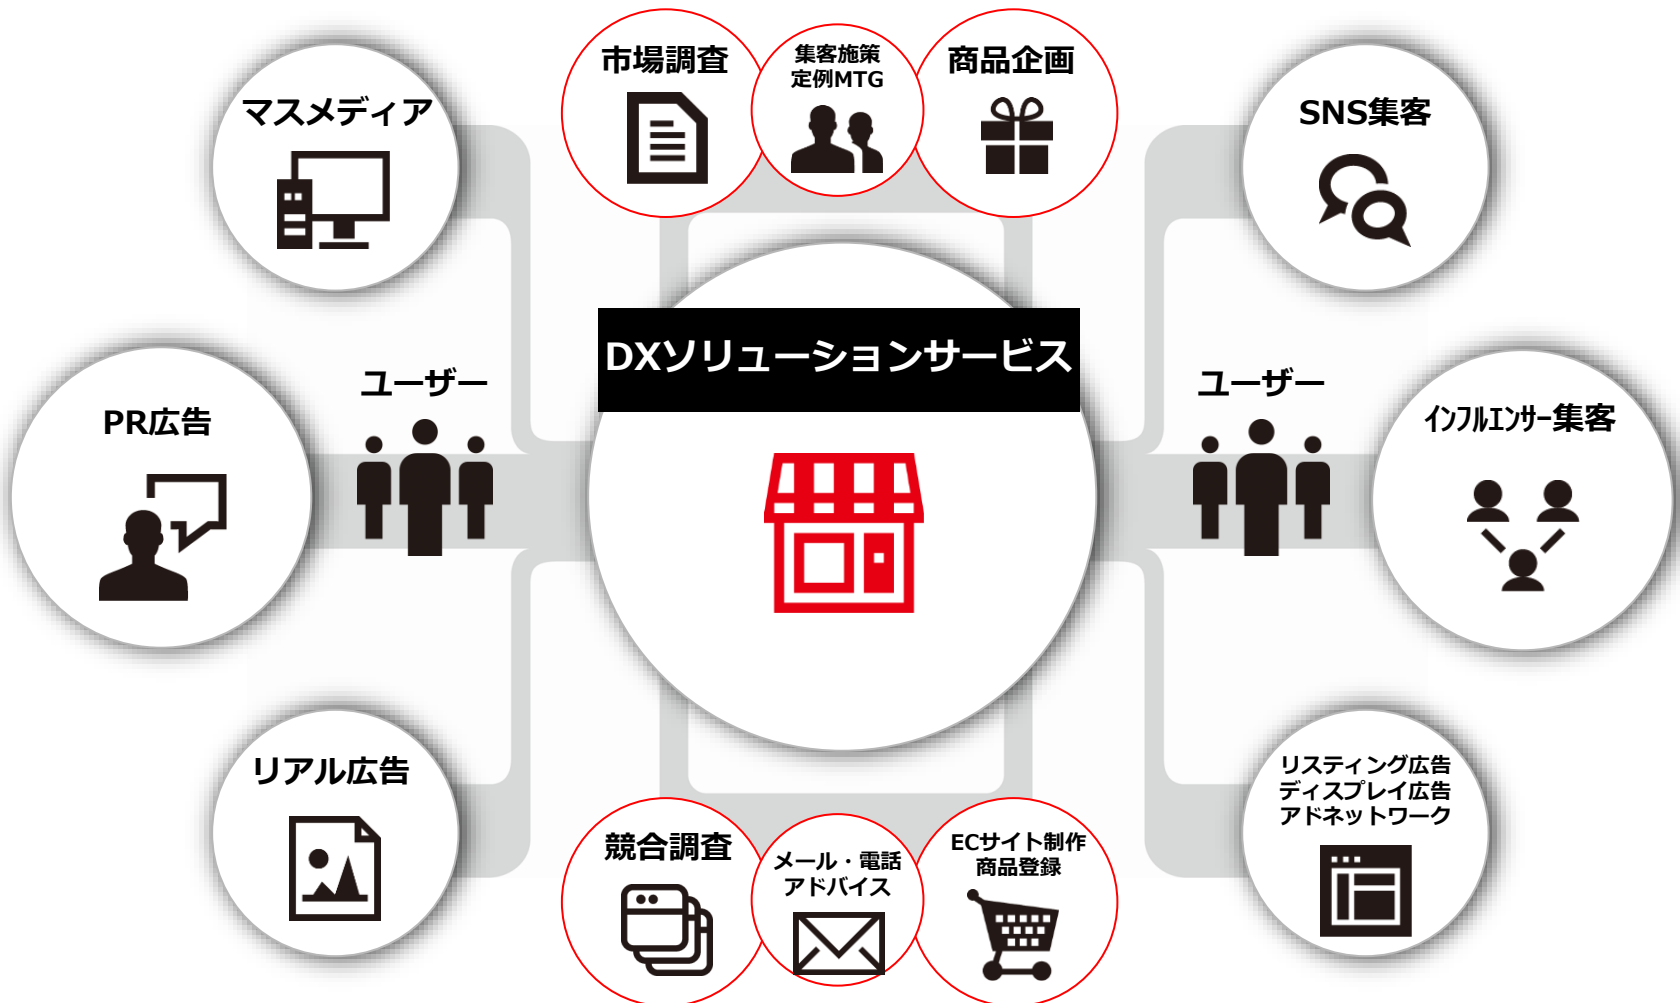 市場調査
集客施策
定例MTG
商品企画
マスメディア
SNS集客
DXソリューションサービス
ユーザー
ユーザー
PR広告
インフルエンサー集客
リアル広告
リスティング広告
ディスプレイ広告
アドネットワーク
競合調査
メール・電話
アドバイス
ECサイト制作
商品登録